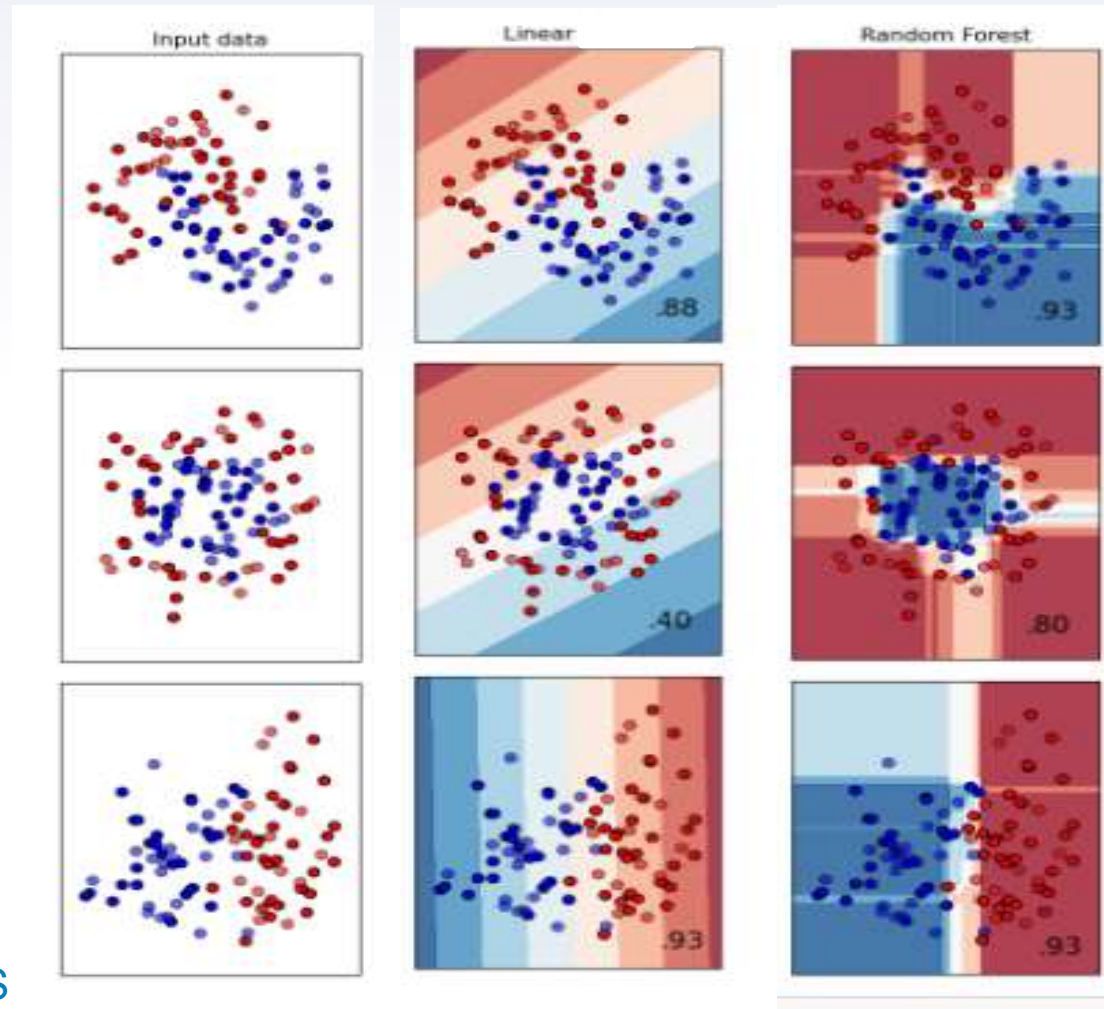 Input data
Linear
Random Forest
.88
.93
.40
.80
.93
.93
s